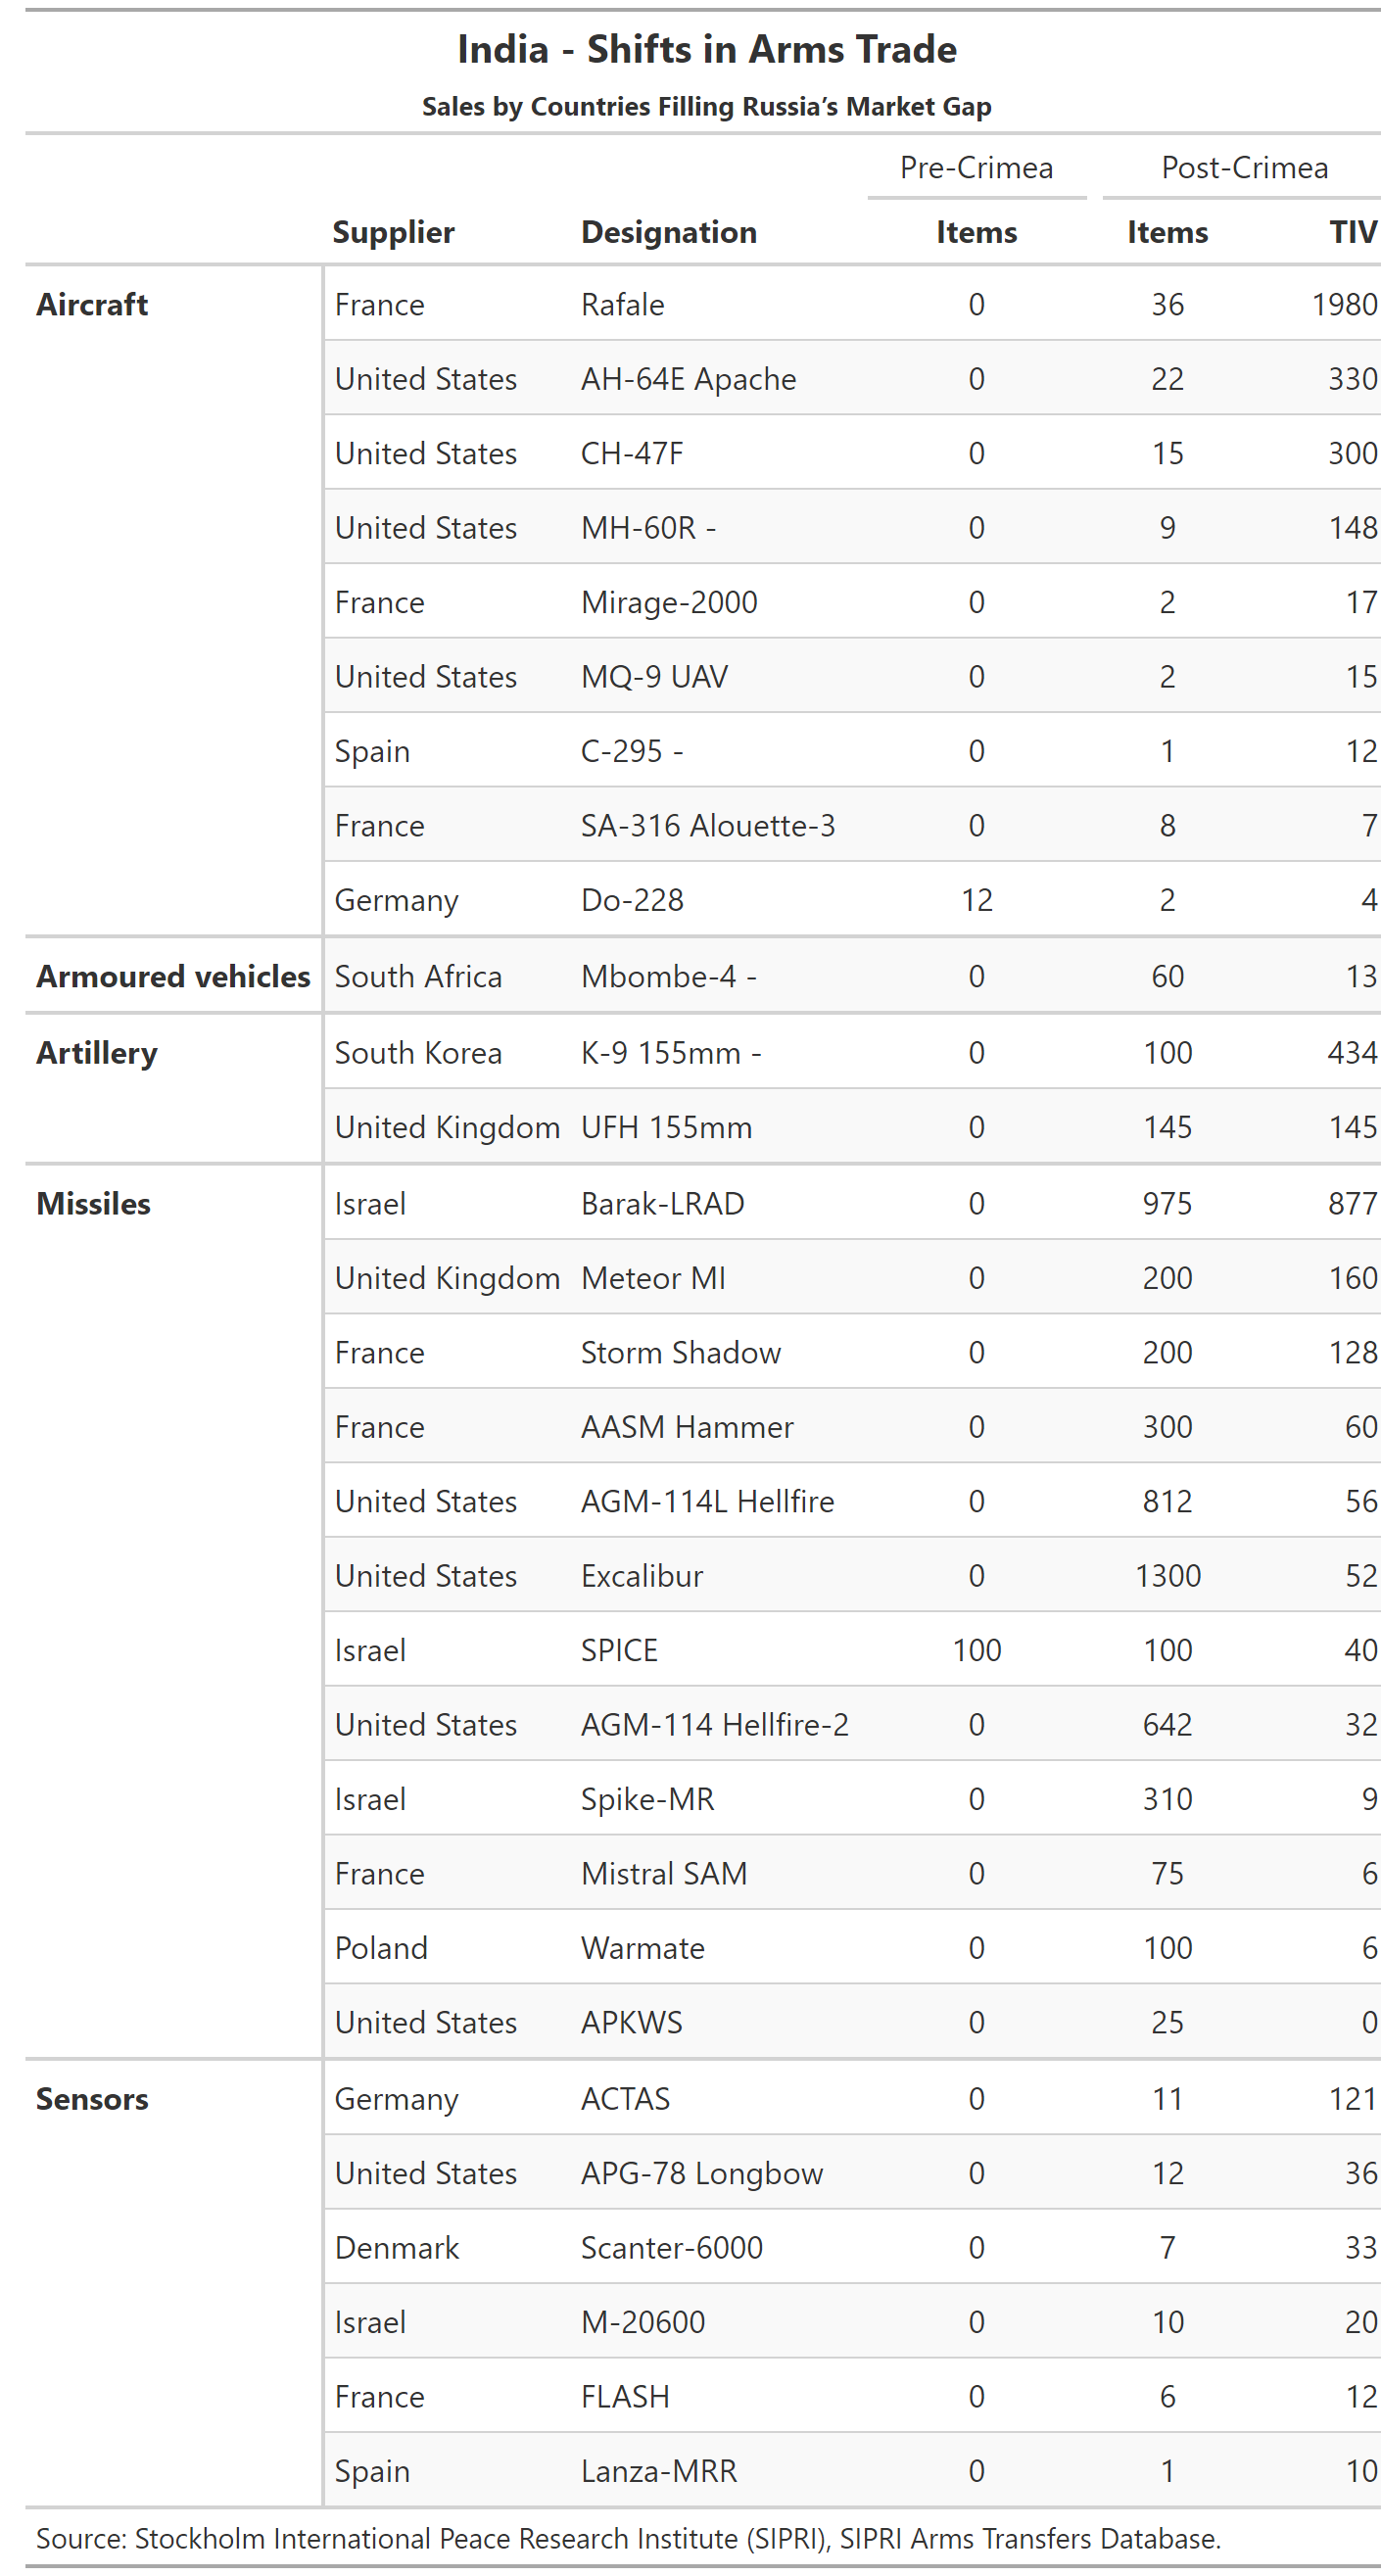 India - Shifts in Arms Trade
Sales by Countries Filling Russia’s Market Gap
Pre-Crimea Post-Crimea
Supplier Designation Items Items TIV
Aircraft France Rafale 0 36 1980
United States AH-64E Apache 0 22 330
United States CH-47F 0 15 300
United States MH-60R - 0 9 148
France Mirage-2000 0 2 17
United States MQ-9 UAV 0 2 15
Spain C-295 - 0 1 12
France SA-316 Alouette-3 0 8 7
Germany Do-228 12 2 4
Armoured vehicles South Africa Mbombe-4 - 0 60 13
Artillery South Korea K-9 155mm - 0 100 434
United Kingdom UFH 155mm 0 145 145
Missiles Israel Barak-LRAD 0 975 877
United Kingdom Meteor MI 0 200 160
France Storm Shadow 0 200 128
France AASM Hammer 0 300 60
United States AGM-114L Hellfire 0 812 56
United States Excalibur 0 1300 52
Israel SPICE 100 100 40
United States AGM-114 Hellfire-2 0 642 32
Israel Spike-MR 0 310 9
France Mistral SAM 0 75 6
Poland Warmate 0 100 6
United States APKWS 0 25 0
Sensors Germany ACTAS 0 11 121
United States APG-78 Longbow 0 12 36
Denmark Scanter-6000 0 7 33
Israel M-20600 0 10 20
France FLASH 0 6 12
Spain Lanza-MRR 0 1 10
Source: Stockholm International Peace Research Institute (SIPRI), SIPRI Arms Transfers Database.